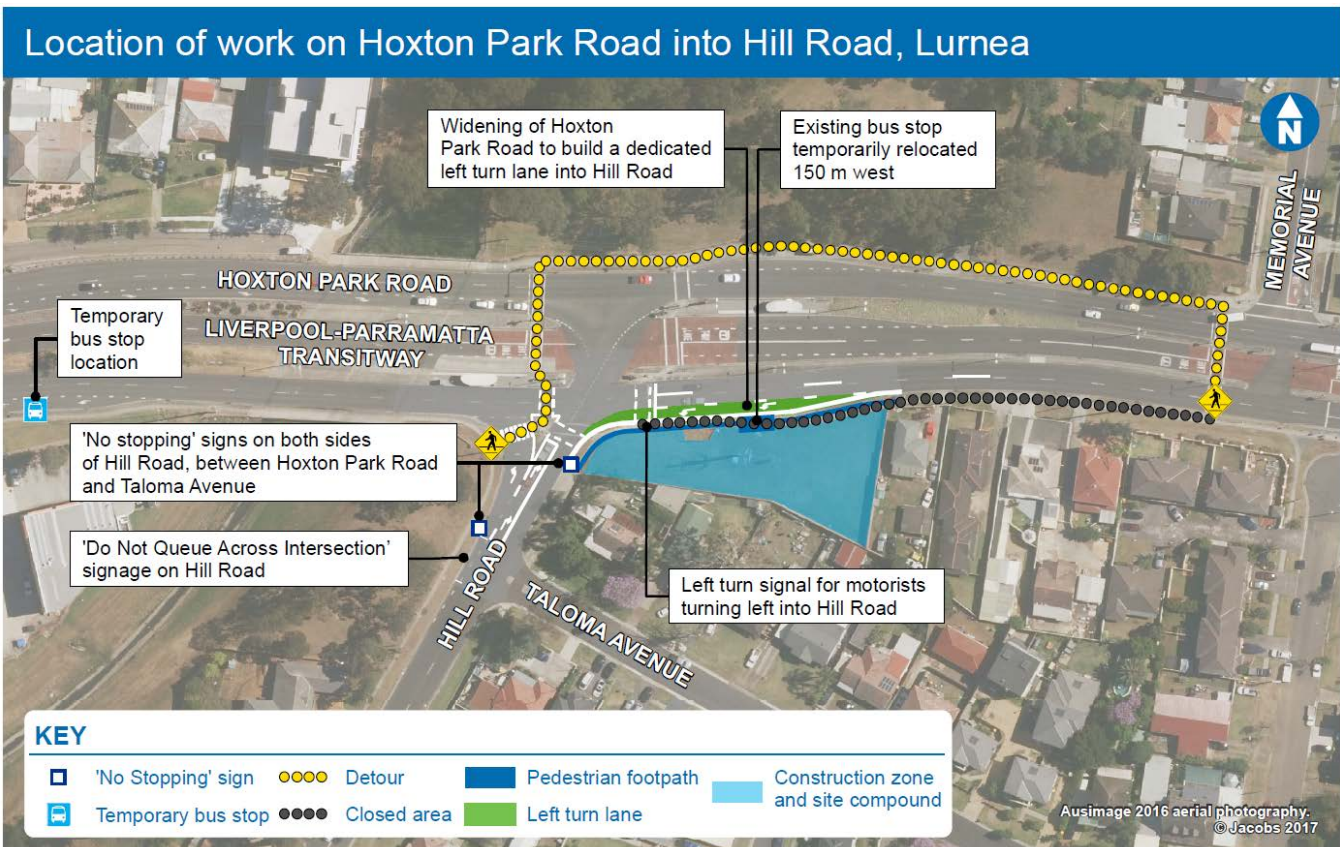 Location of work on Hoxton Park Road into Hill Road, Lurnea
Widening of Hoxton
Park Road to build a dedicated
left turn lane into Hill Road
Existing bus stop
temporarily relocated
150 m west
N
MEMORIAL
AVENUE
HOXTON PARK ROAD
LIVERPOOL-PARRAMATTA
TRANSITWAY
Temporary
bus stop
location
'No stopping' signs on both sides
of Hill Road, between Hoxton Park Road
and Taloma Avenue
'Do Not Queue Across Intersection’
signage on Hill Road
Left turn signal for motorists
turning left into Hill Road
HILL ROAD
TALOMA AVENUE
KEY
'No Stopping' sign
Detour
Pedestrian footpath
Construction zone
and site compound
Temporary bus stop
Closed area
Left turn lane
Ausimage 2016 aerial photography.
© Jacobs 2017